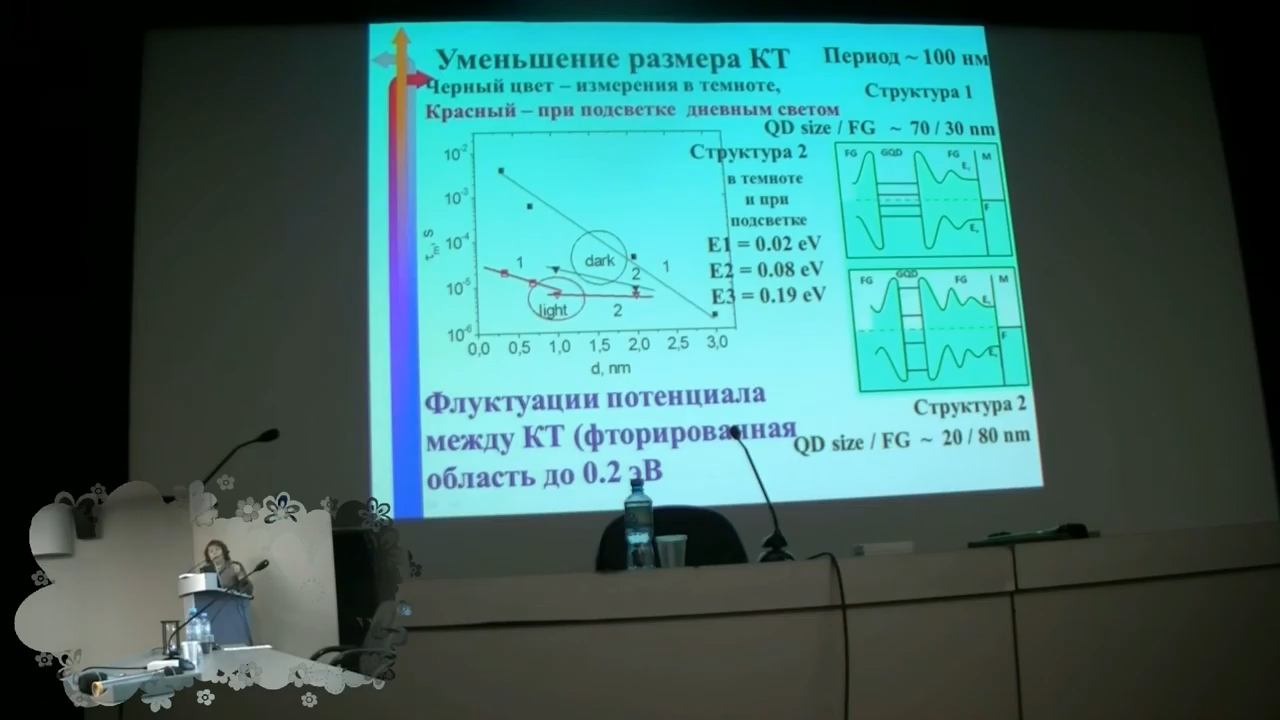 Уменьшение размера КТ
Период ~ 100 нм
Черный цвет – измерения в темноте,
Структура 1
Красный – при подсветке дневным светом
QD size / FG ~ 70 / 30 nm
Структура 2
в темноте
и при
подсветке
E1 = 0.02 eV
E2 = 0.08 eV
E3 = 0.19 eV
10⁻²
10⁻³
10⁻⁴
10⁻⁵
10⁻⁶
τm, S
dark
light
1
1
2
2
0,0 0,5 1,0 1,5 2,0 2,5 3,0
d, nm
FG GQD FG M
E
F
E
FG GQD FG M
E
F
E
Флуктуации потенциала
между КТ (фторированная
область до 0.2 эВ
Структура 2
QD size / FG ~ 20 / 80 nm